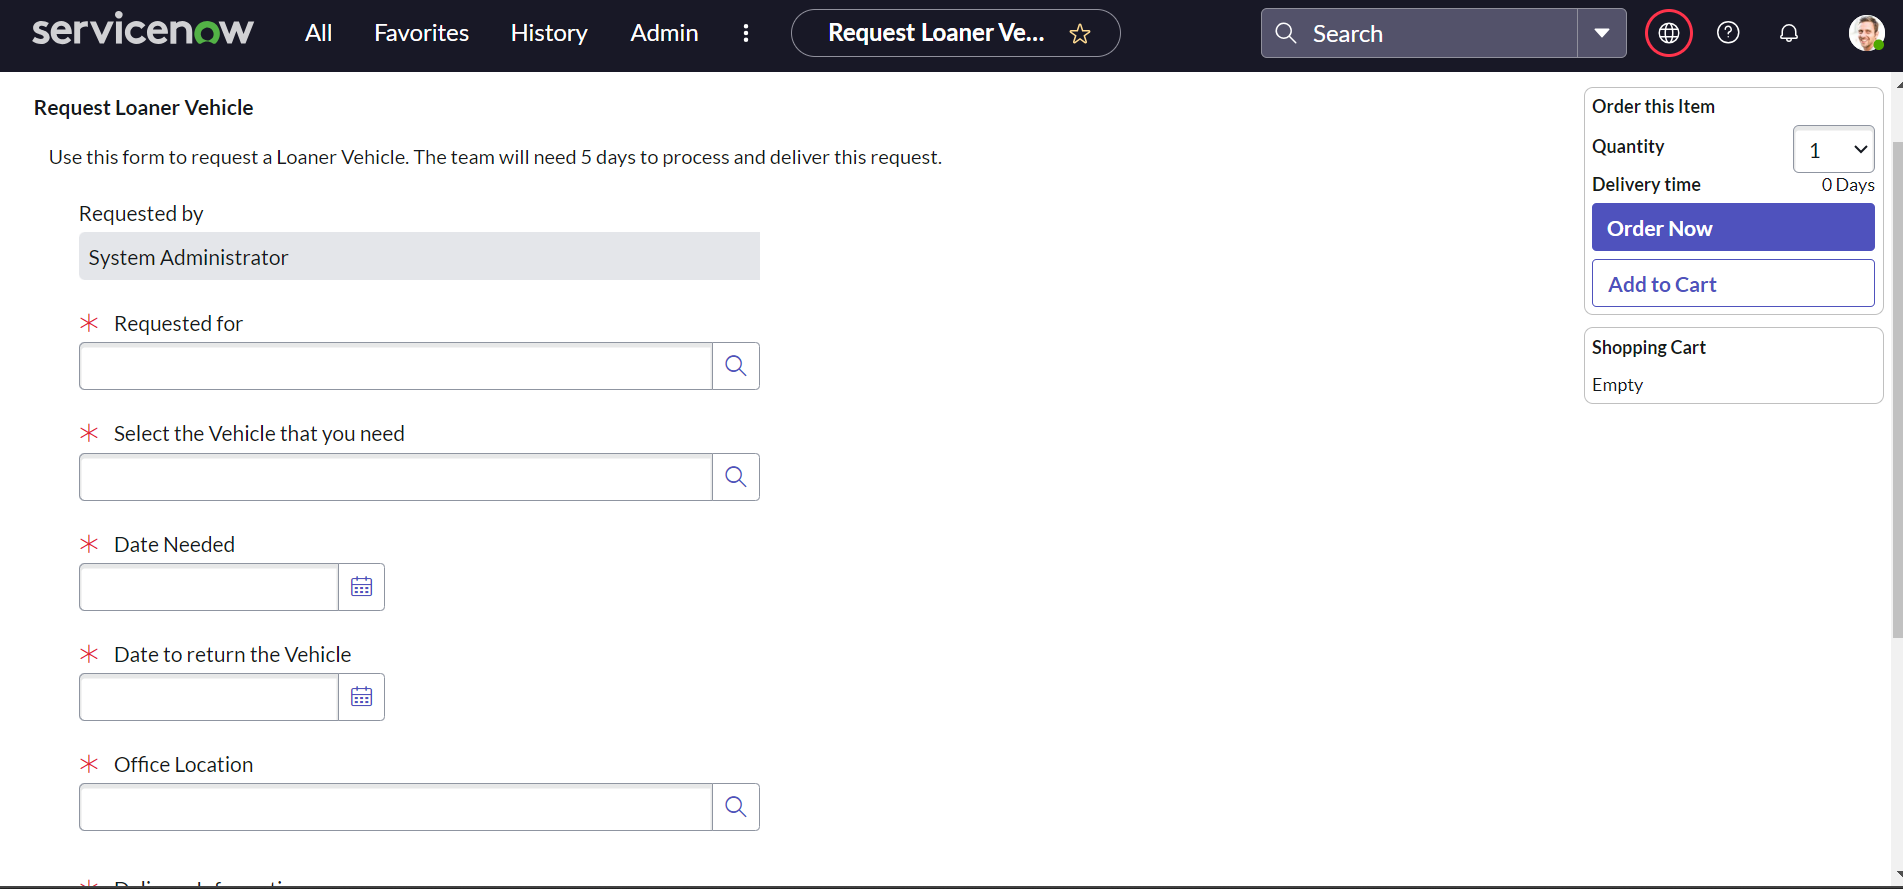 servicenow All Favorites History Admin Request Loaner Ve... Search
Request Loaner Vehicle
Use this form to request a Loaner Vehicle. The team will need 5 days to process and deliver this request.
Requested by
System Administrator
* Requested for
* Select the Vehicle that you need
* Date Needed
* Date to return the Vehicle
* Office Location
Order this Item
Quantity 1
Delivery time 0 Days
Order Now
Add to Cart
Shopping Cart
Empty